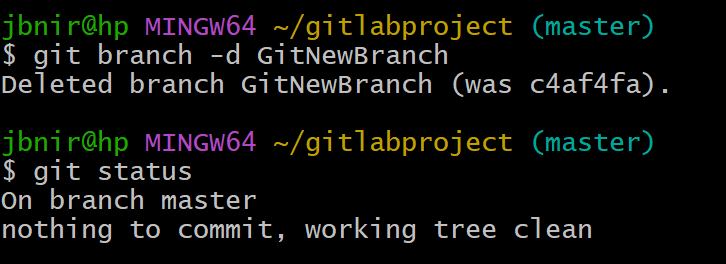 jbnir@hp MINGW64 ~/gitlabproject (master)
$ git branch -d GitNewBranch
Deleted branch GitNewBranch (was c4af4fa).
jbnir@hp MINGW64 ~/gitlabproject (master)
$ git status
On branch master
nothing to commit, working tree clean